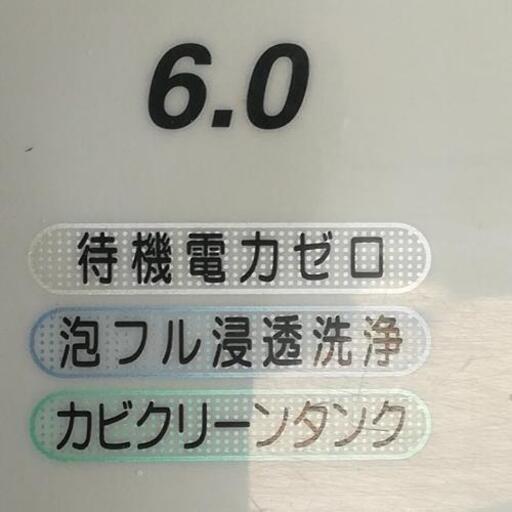 6.0
待機電力ゼロ
泡フル浸透洗浄
カビクリーンタンク